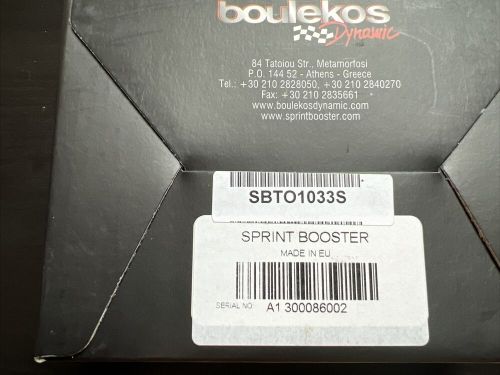 boulekos
Dynamic
84 Tatoiou Str., Metamorfosi
P.O. 144 52 - Athens - Greece
Tel.: +30 210 2828050, +30 210 2840270
Fax: +30 210 2835661
www.boulekosdynamic.com
www.sprintbooster.com
SBTO1033S
SPRINT BOOSTER
MADE IN EU
SERIAL NO: A1 300086002